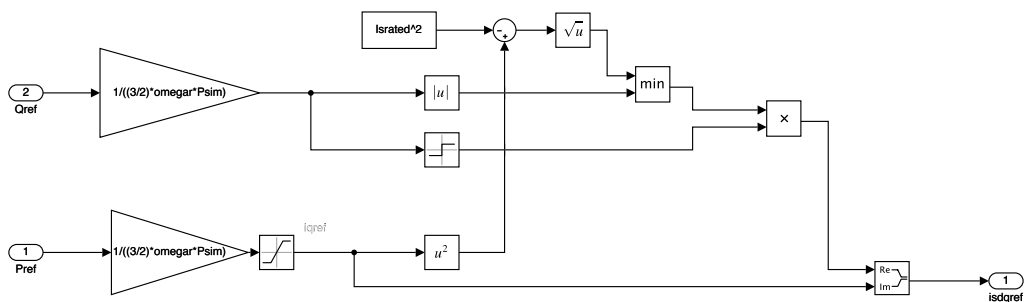 Israted^2
- +
√u
2
Qref
1/((3/2)*omegar*Psim)
|u|
min
×
iqref
1
Pref
1/((3/2)*omegar*Psim)
u²
Re
Im
1
isdqref